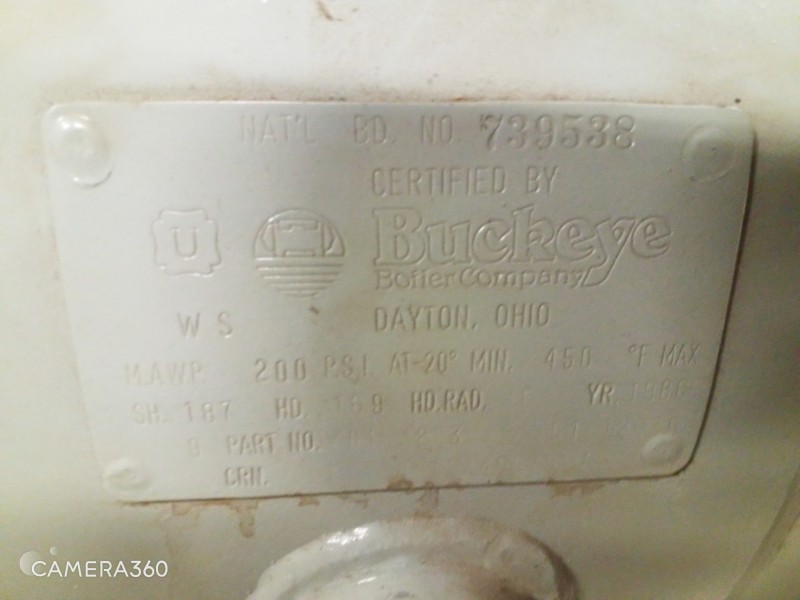 NAT'L BD. NO. 739538
CERTIFIED BY
U
Buckeye
Boiler Company
W S
DAYTON, OHIO
M.A.W.P. 200 P.S.I. AT -20° MIN. 450 °F MAX
SH. 187 HD. 169 HD.RAD. YR.
PART NO.
CRN.
CAMERA360